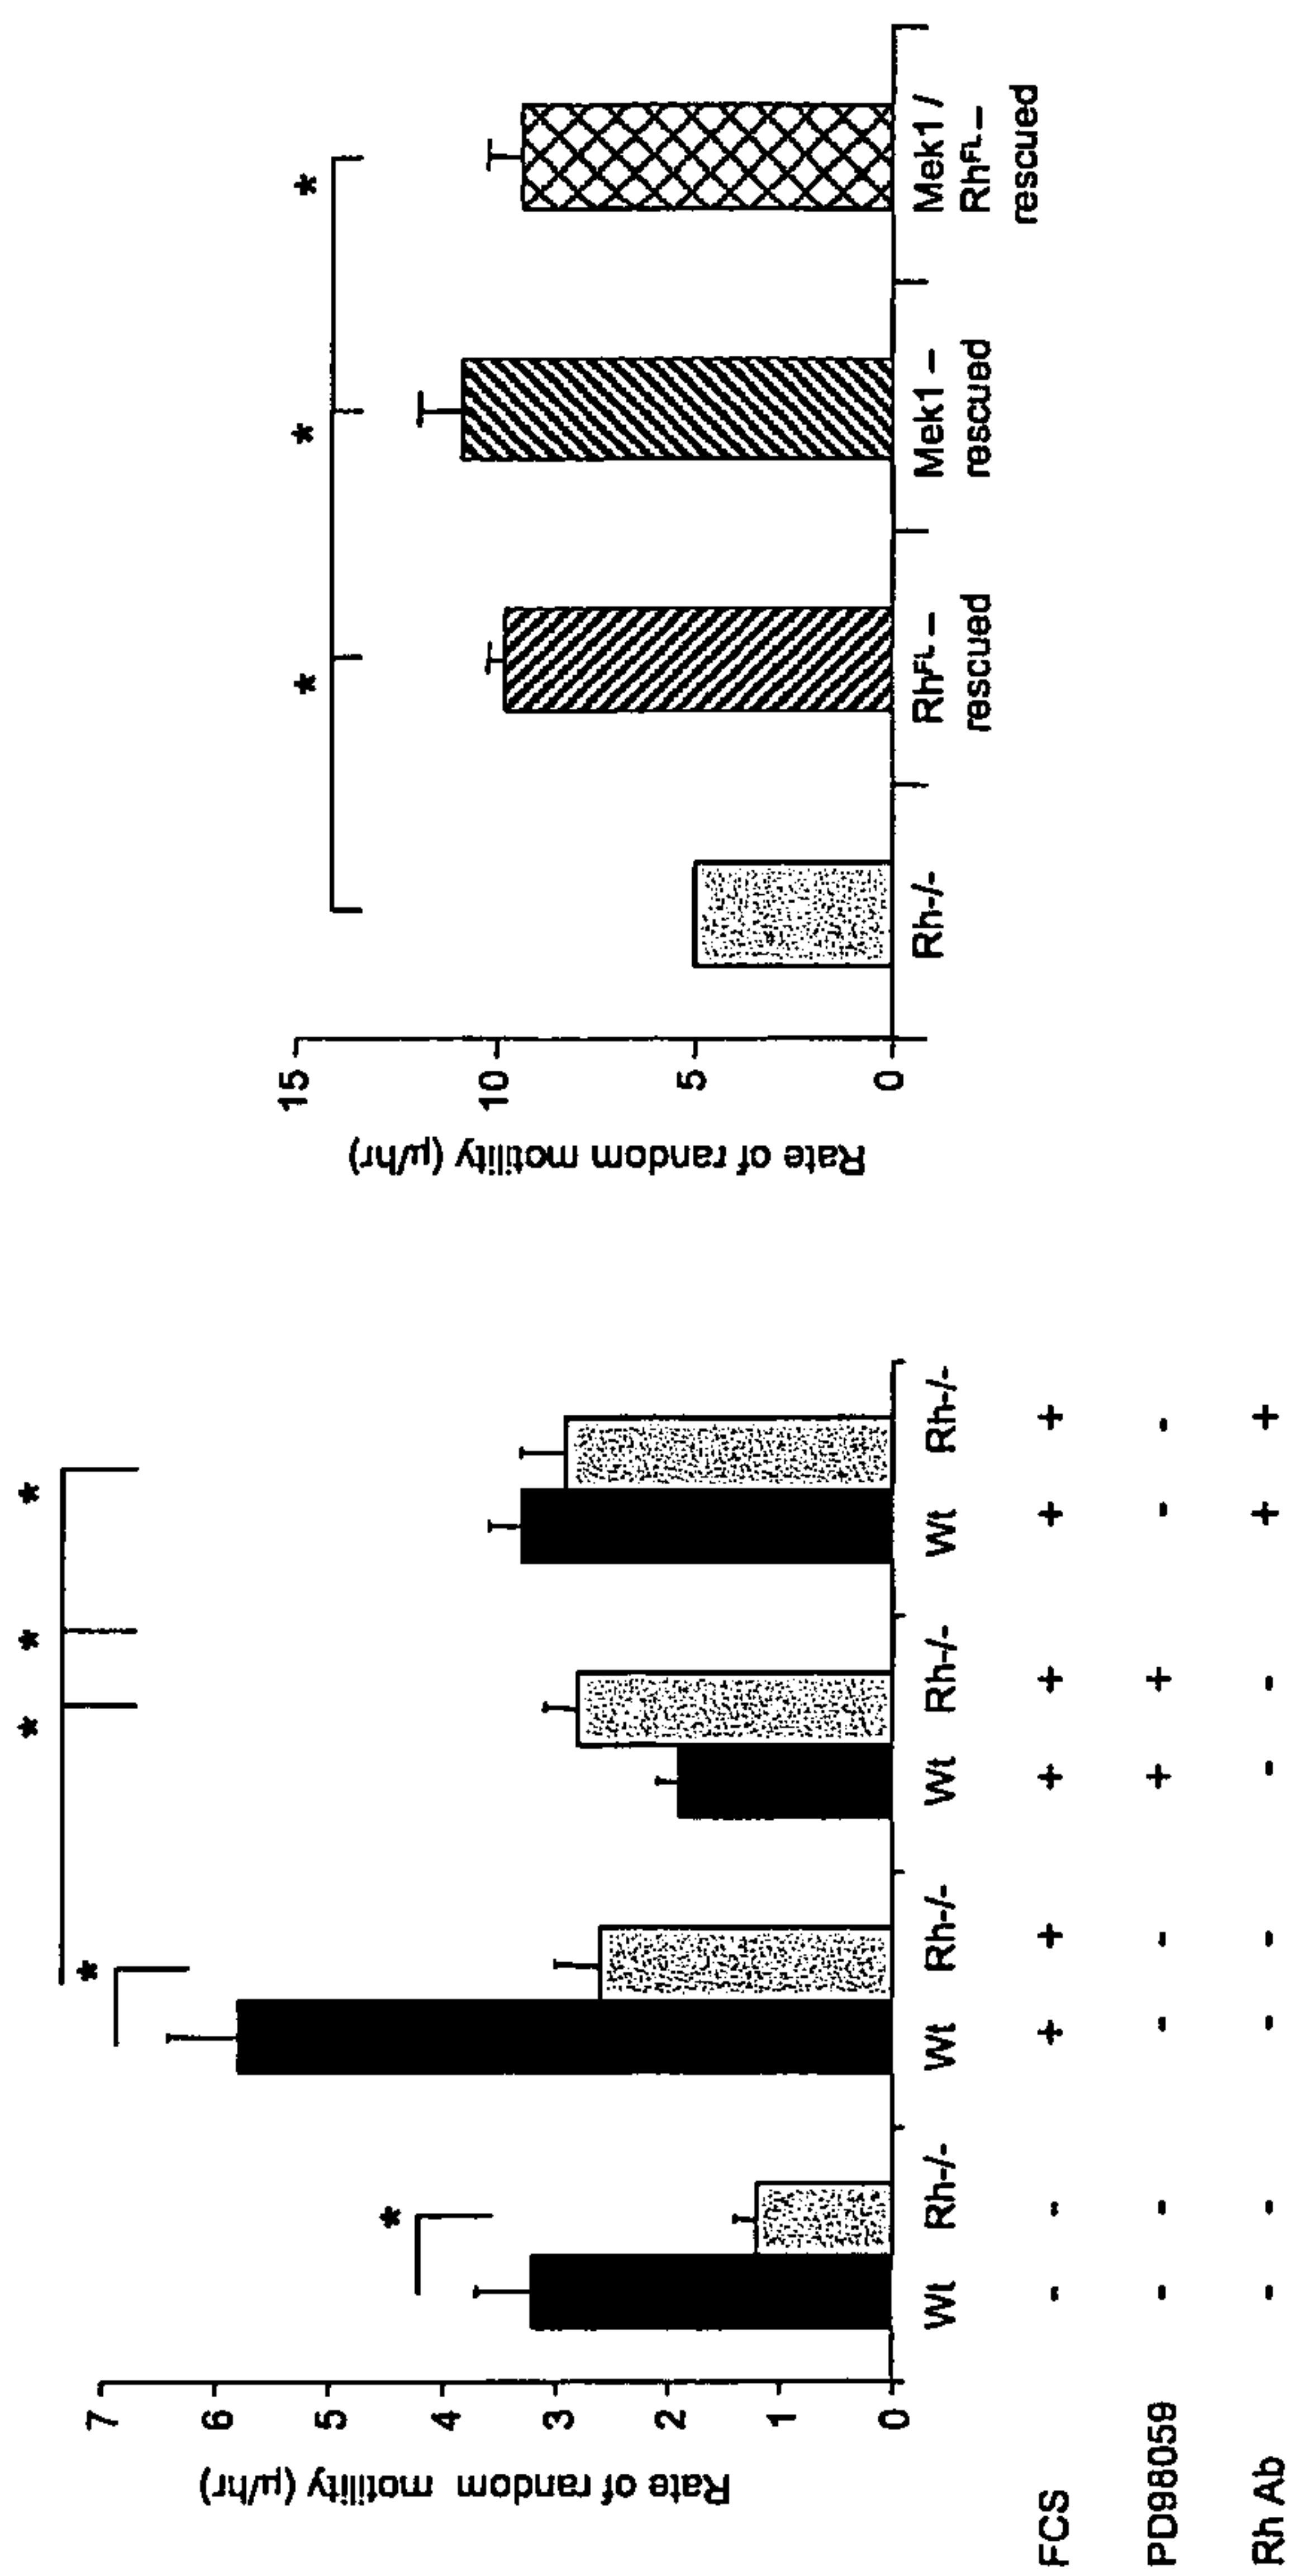 Rate of random motility (µ/hr)
7
6
5
4
3
2
1
0
*
*
*
*
*
Wt Rh-/- Wt Rh-/- Wt Rh-/- Wt Rh-/-
FCS - - + + + + + +
PD98059 - - - - + + - -
Rh Ab - - - - - - + +
Rate of random motility (µ/hr)
15
10
5
0
* * *
Rh-/- RhFL – Mek1 – Mek1 /
rescued rescued RhFL –
rescued